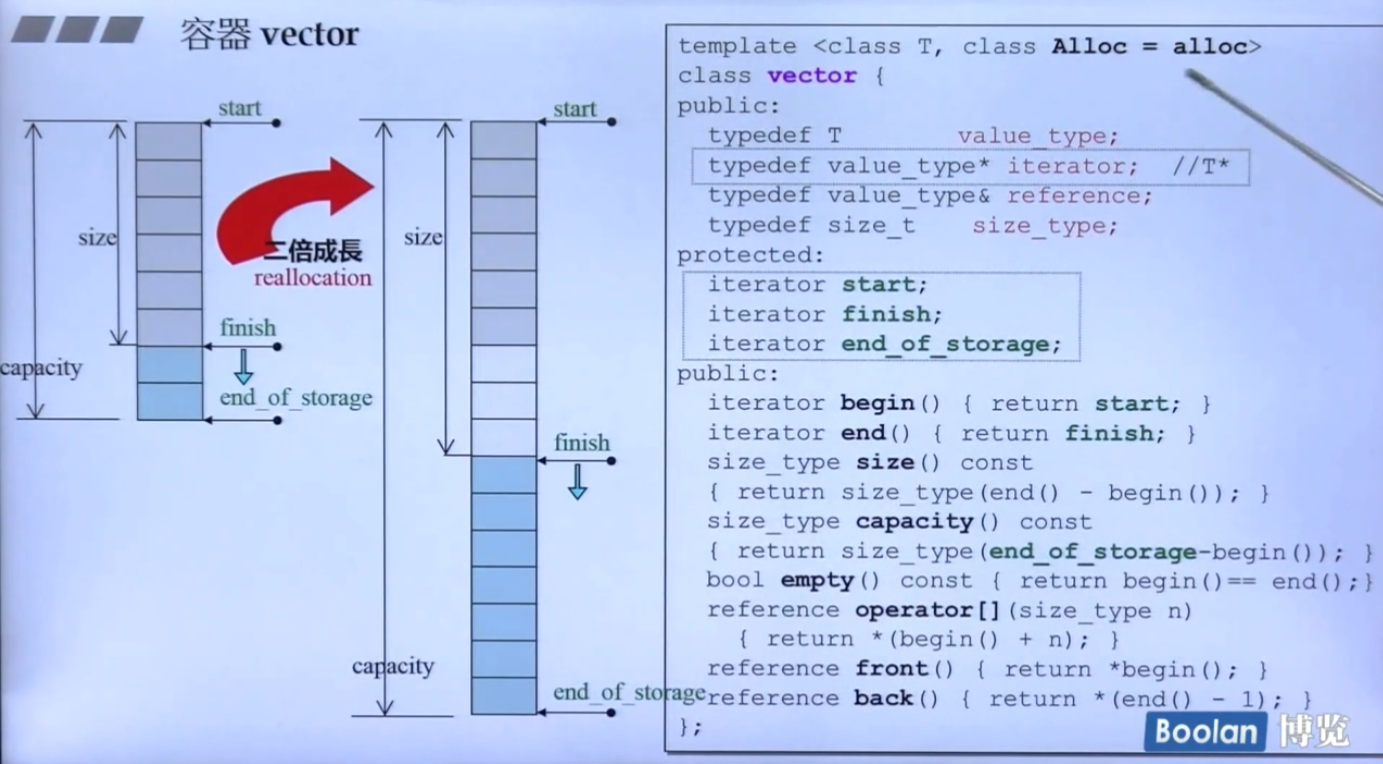 容器 vector
start
size
capacity
finish
end_of_storage
二倍成長
reallocation
start
size
capacity
finish
end_of_storage
template <class T, class Alloc = alloc>
class vector {
public:
typedef T value_type;
typedef value_type* iterator; //T*
typedef value_type& reference;
typedef size_t size_type;
protected:
iterator start;
iterator finish;
iterator end_of_storage;
public:
iterator begin() { return start; }
iterator end() { return finish; }
size_type size() const
{ return size_type(end() - begin()); }
size_type capacity() const
{ return size_type(end_of_storage-begin()); }
bool empty() const { return begin()== end();}
reference operator[](size_type n)
{ return *(begin() + n); }
reference front() { return *begin(); }
reference back() { return *(end() - 1); }
};
Boolan 博览